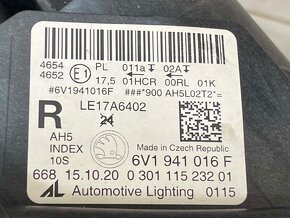 4654 E1 PL 011a 02A
4652 17,5 01HCR 00RL 01K
*#6V1941016F ###*900 AH5L02T2*=
LE17A6402
R 24
AH5
INDEX
10S
Made in Czech Republic
6V1 941 016 F
668 15.10.20 0 301 115 232 01
AL Automotive Lighting 0115